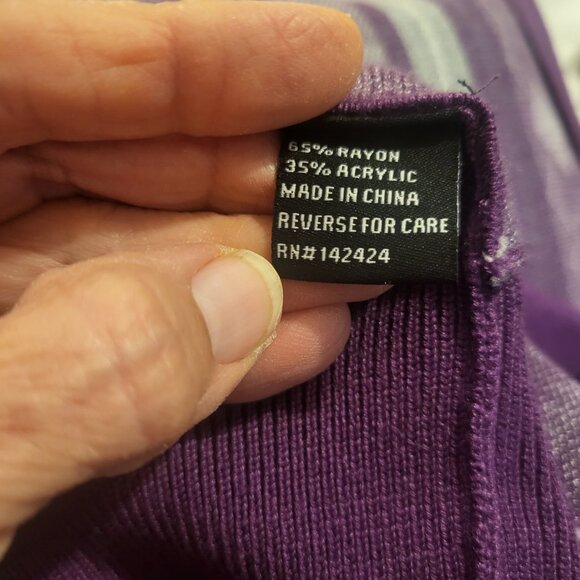 65% RAYON
35% ACRYLIC
MADE IN CHINA
REVERSE FOR CARE
RN#142424